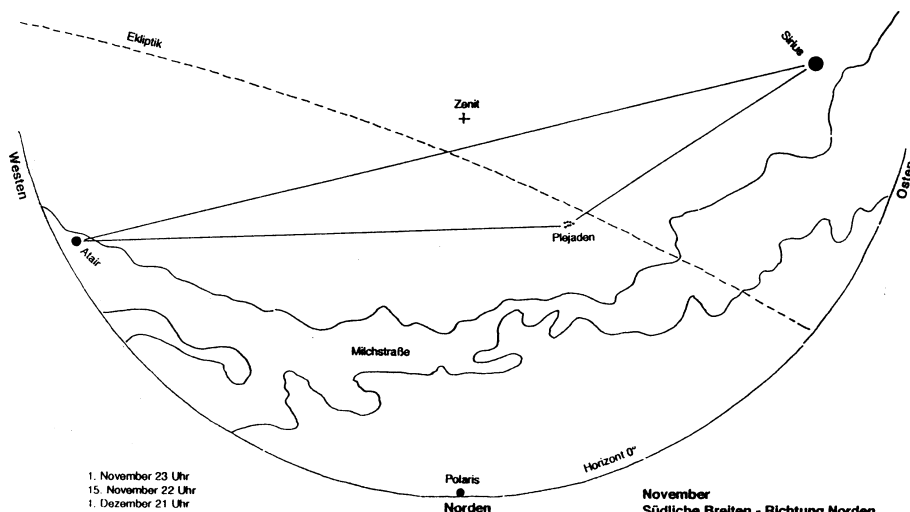 Ekliptik
Sirius
Zenit
Westen
Osten
Atair
Plejaden
Milchstraße
Horizont 0°
Polaris
Norden
1. November 23 Uhr
15. November 22 Uhr
1. Dezember 21 Uhr
November
Südliche Breiten - Richtung Norden